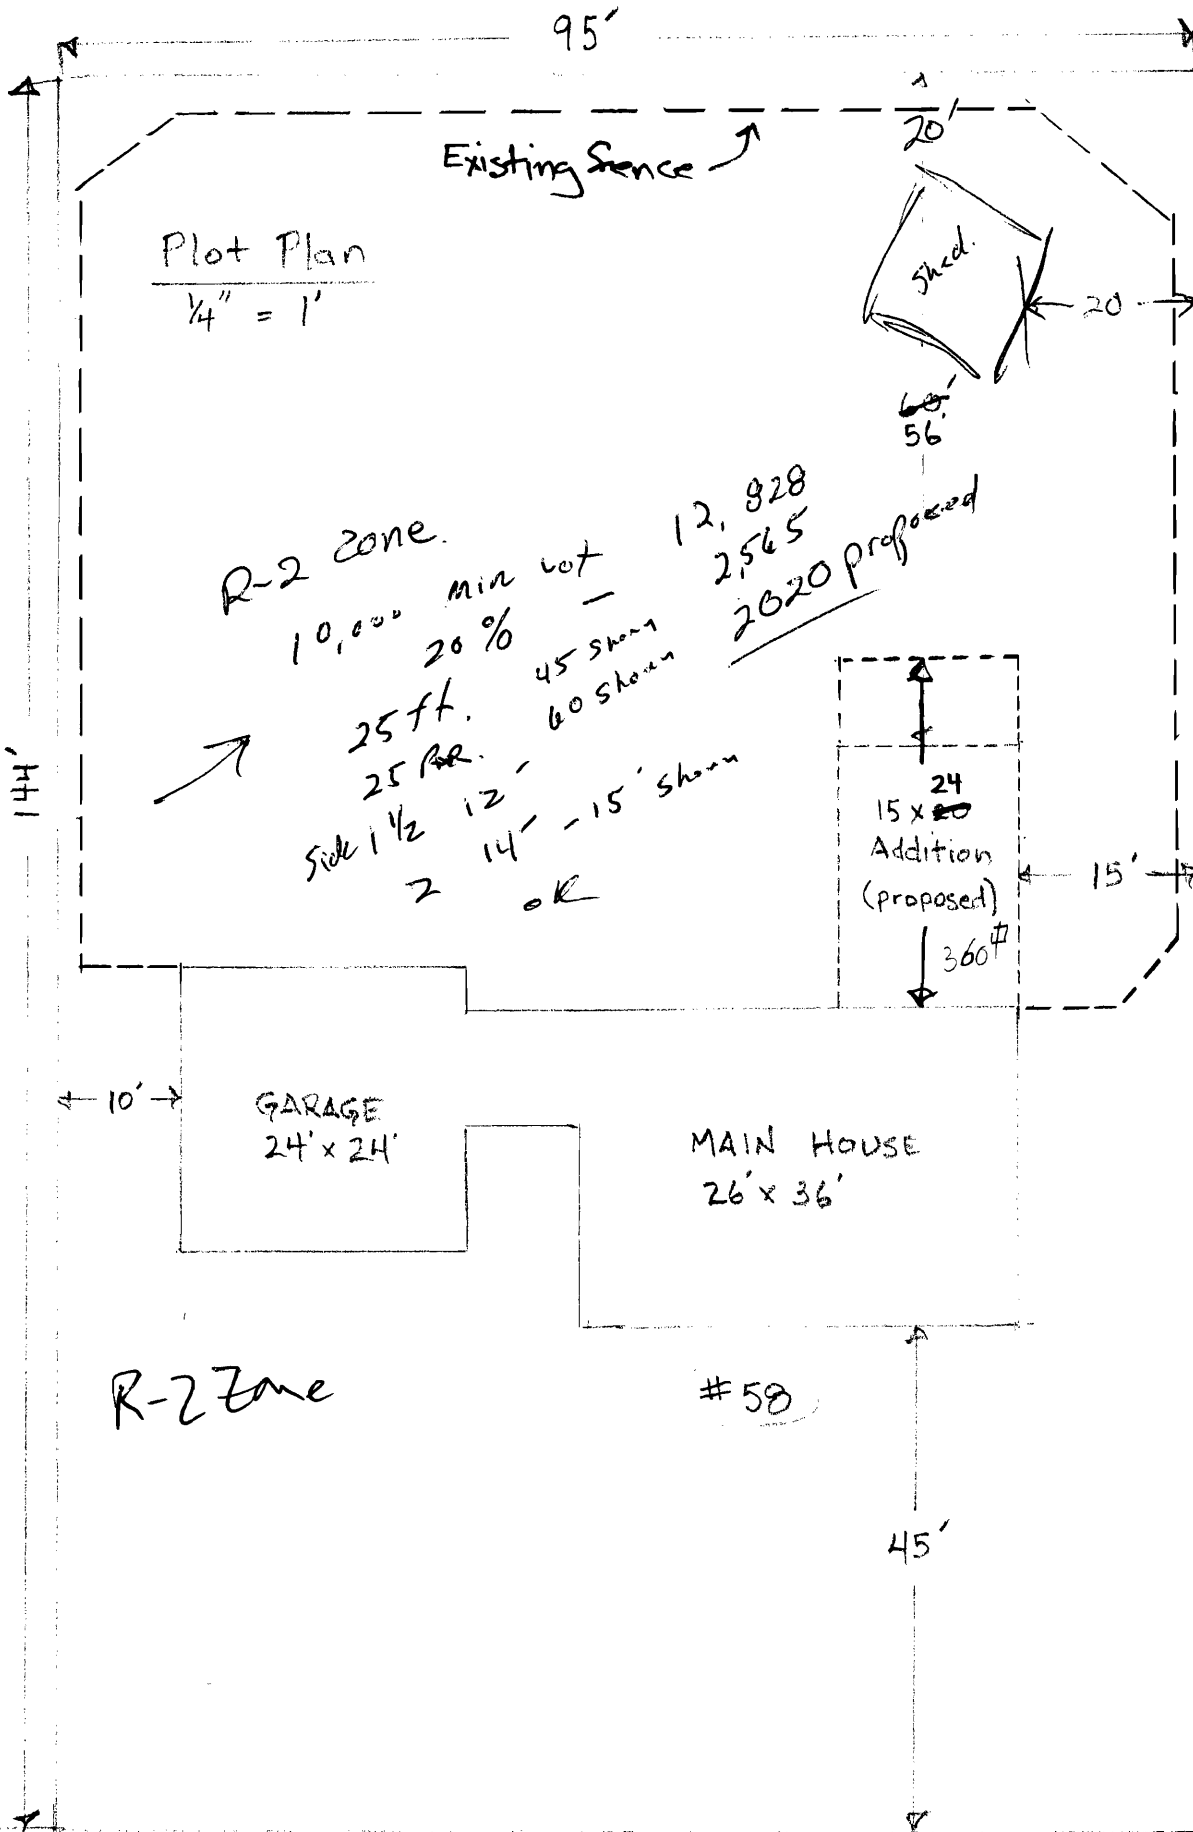 95'
20'
Existing fence
Plot Plan
1/4" = 1'
Shed.
20
60'
56'
R-2 Zone.
10,000 min lot 12,828
20% – 2,565
25 ft. 45 shown 2020 proposed
25 60 shown
Side 1 1/2 12'
2 14' - 15' shown
OK
144'
24
15 x 20
Addition
(proposed)
360
15'
10'
GARAGE
24' x 24'
MAIN HOUSE
26' x 36'
R-2 Zone
#58
45'